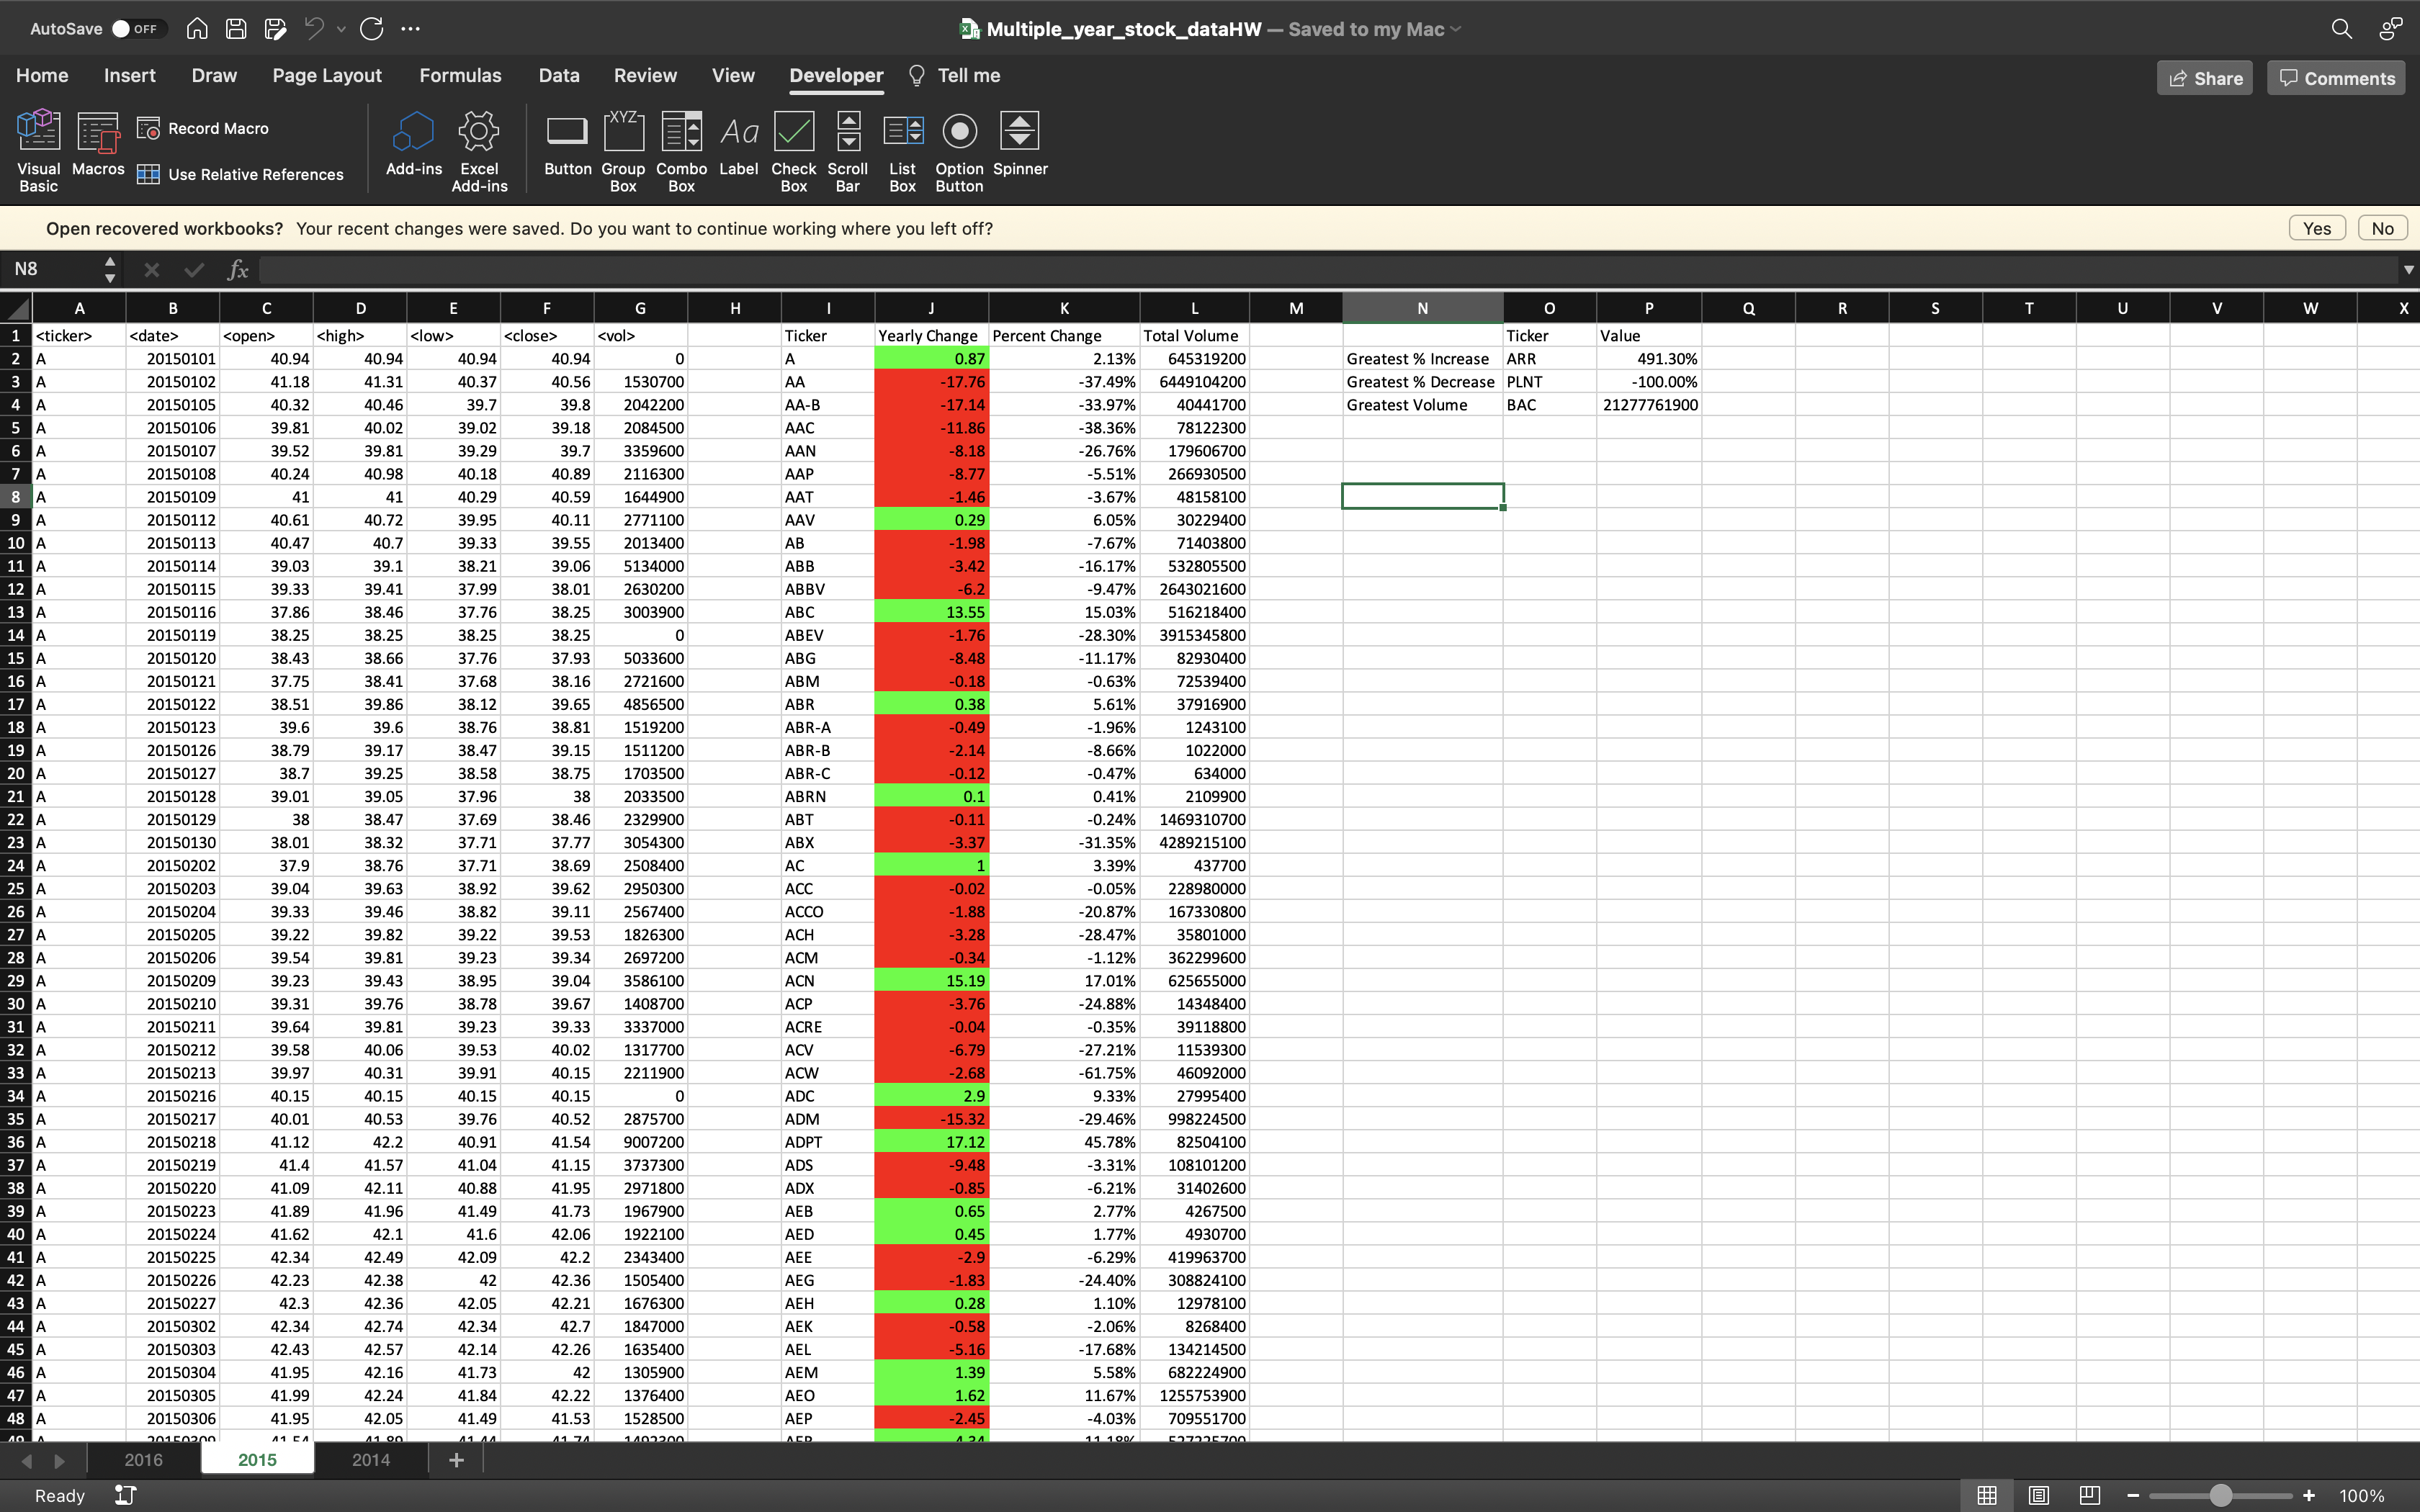 AutoSave OFF Multiple_year_stock_dataHW — Saved to my Mac
Home Insert Draw Page Layout Formulas Data Review View Developer Tell me Share Comments
Visual Basic Macros Record Macro Use Relative References Add-ins Excel Add-ins Button Group Box Combo Box XYZ Aa Label Check Box Scroll Bar List Box Option Button Spinner
Open recovered workbooks? Your recent changes were saved. Do you want to continue working where you left off? Yes No
N8 fx
A B C D E F G H I J K L M N O P Q R S T U V W X
1 <ticker> <date> <open> <high> <low> <close> <vol> Ticker Yearly Change Percent Change Total Volume Ticker Value
2 A 20150101 40.94 40.94 40.94 40.94 0 A 0.87 2.13% 645319200 Greatest % Increase ARR 491.30%
3 A 20150102 41.18 41.31 40.37 40.56 1530700 AA -17.76 -37.49% 6449104200 Greatest % Decrease PLNT -100.00%
4 A 20150105 40.32 40.46 39.7 39.8 2042200 AA-B -17.14 -33.97% 40441700 Greatest Volume BAC 21277761900
5 A 20150106 39.81 40.02 39.02 39.18 2084500 AAC -11.86 -38.36% 78122300
6 A 20150107 39.52 39.81 39.29 39.7 3359600 AAN -8.18 -26.76% 179606700
7 A 20150108 40.24 40.98 40.18 40.89 2116300 AAP -8.77 -5.51% 266930500
8 A 20150109 41 41 40.29 40.59 1644900 AAT -1.46 -3.67% 48158100
9 A 20150112 40.61 40.72 39.95 40.11 2771100 AAV 0.29 6.05% 30229400
10 A 20150113 40.47 40.7 39.33 39.55 2013400 AB -1.98 -7.67% 71403800
11 A 20150114 39.03 39.1 38.21 39.06 5134000 ABB -3.42 -16.17% 532805500
12 A 20150115 39.33 39.41 37.99 38.01 2630200 ABBV -6.2 -9.47% 2643021600
13 A 20150116 37.86 38.46 37.76 38.25 3003900 ABC 13.55 15.03% 516218400
14 A 20150119 38.25 38.25 38.25 38.25 0 ABEV -1.76 -28.30% 3915345800
15 A 20150120 38.43 38.66 37.76 37.93 5033600 ABG -8.48 -11.17% 82930400
16 A 20150121 37.75 38.41 37.68 38.16 2721600 ABM -0.18 -0.63% 72539400
17 A 20150122 38.51 39.86 38.12 39.65 4856500 ABR 0.38 5.61% 37916900
18 A 20150123 39.6 39.6 38.76 38.81 1519200 ABR-A -0.49 -1.96% 1243100
19 A 20150126 38.79 39.17 38.47 39.15 1511200 ABR-B -2.14 -8.66% 1022000
20 A 20150127 38.7 39.25 38.58 38.75 1703500 ABR-C -0.12 -0.47% 634000
21 A 20150128 39.01 39.05 37.96 38 2033500 ABRN 0.1 0.41% 2109900
22 A 20150129 38 38.47 37.69 38.46 2329900 ABT -0.11 -0.24% 1469310700
23 A 20150130 38.01 38.32 37.71 37.77 3054300 ABX -3.37 -31.35% 4289215100
24 A 20150202 37.9 38.76 37.71 38.69 2508400 AC 1 3.39% 437700
25 A 20150203 39.04 39.63 38.92 39.62 2950300 ACC -0.02 -0.05% 228980000
26 A 20150204 39.33 39.46 38.82 39.11 2567400 ACCO -1.88 -20.87% 167330800
27 A 20150205 39.22 39.82 39.22 39.53 1826300 ACH -3.28 -28.47% 35801000
28 A 20150206 39.54 39.81 39.23 39.34 2697200 ACM -0.34 -1.12% 362299600
29 A 20150209 39.23 39.43 38.95 39.04 3586100 ACN 15.19 17.01% 625655000
30 A 20150210 39.31 39.76 38.78 39.67 1408700 ACP -3.76 -24.88% 14348400
31 A 20150211 39.64 39.81 39.23 39.33 3337000 ACRE -0.04 -0.35% 39118800
32 A 20150212 39.58 40.06 39.53 40.02 1317700 ACV -6.79 -27.21% 11539300
33 A 20150213 39.97 40.31 39.91 40.15 2211900 ACW -2.68 -61.75% 46092000
34 A 20150216 40.15 40.15 40.15 40.15 0 ADC 2.9 9.33% 27995400
35 A 20150217 40.01 40.53 39.76 40.52 2875700 ADM -15.32 -29.46% 998224500
36 A 20150218 41.12 42.2 40.91 41.54 9007200 ADPT 17.12 45.78% 82504100
37 A 20150219 41.4 41.57 41.04 41.15 3737300 ADS -9.48 -3.31% 108101200
38 A 20150220 41.09 42.11 40.88 41.95 2971800 ADX -0.85 -6.21% 31402600
39 A 20150223 41.89 41.96 41.49 41.73 1967900 AEB 0.65 2.77% 4267500
40 A 20150224 41.62 42.1 41.6 42.06 1922100 AED 0.45 1.77% 4930700
41 A 20150225 42.34 42.49 42.09 42.2 2343400 AEE -2.9 -6.29% 419963700
42 A 20150226 42.23 42.38 42 42.36 1505400 AEG -1.83 -24.40% 308824100
43 A 20150227 42.3 42.36 42.05 42.21 1676300 AEH 0.28 1.10% 12978100
44 A 20150302 42.34 42.74 42.34 42.7 1847000 AEK -0.58 -2.06% 8268400
45 A 20150303 42.43 42.57 42.14 42.26 1635400 AEL -5.16 -17.68% 134214500
46 A 20150304 41.95 42.16 41.73 42 1305900 AEM 1.39 5.58% 682224900
47 A 20150305 41.99 42.24 41.84 42.22 1376400 AEO 1.62 11.67% 1255753900
48 A 20150306 41.95 42.05 41.49 41.53 1528500 AEP -2.45 -4.03% 709551700
2016 2015 2014 +
Ready 100%